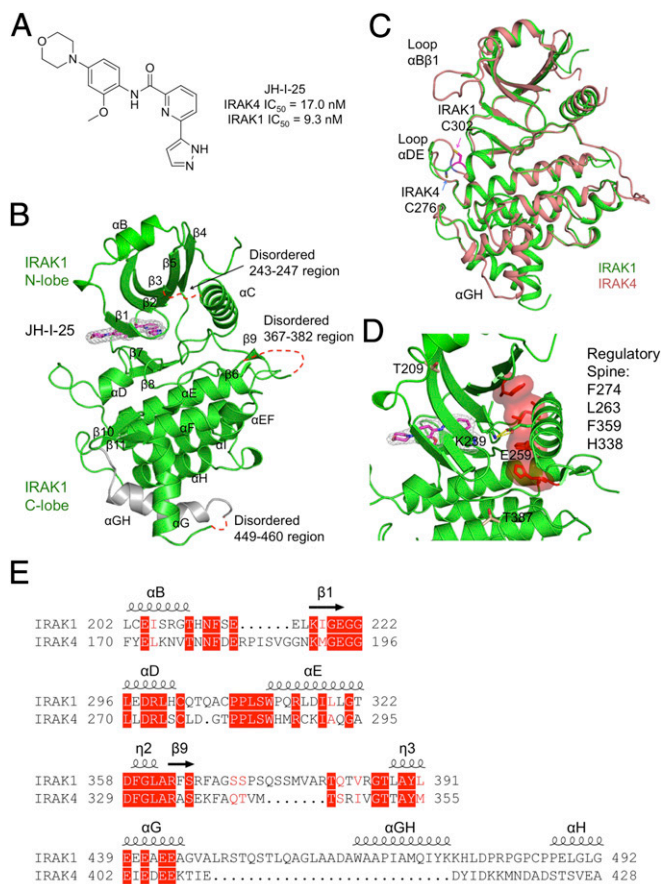 A
O
N
H
N
O
N
O
2HN
N
JH-I-25
IRAK4 IC50 = 17.0 nM
IRAK1 IC50 = 9.3 nM
B
αB
β4
β5
IRAK1
N-lobe
β3
β2
Disordered
243-247 region
αC
β1
JH-I-25
Disordered
367-382 region
β9
β7
β8
β6
αD
αE
αEF
αF
β10
β11
αI
αH
IRAK1
C-lobe
αGH
αG
Disordered
449-460 region
C
Loop
αBβ1
IRAK1
C302
Loop
αDE
IRAK4
C276
αGH
IRAK1
IRAK4
D
T209
K239
E259
T387
Regulatory
Spine:
F274
L263
F359
H338
E
αB β1
IRAK1 202 LCEISRGTHNFSE......ELKIGEGG 222
IRAK4 170 FYELKNVTNNFDERPISVGGNKMGEGG 196
αD αE
IRAK1 296 LEDRLHCQTQACPPLSWPQRLDILLGT 322
IRAK4 270 LLDRLSCLD.GTPPLSWHMRCKIAQGA 295
η2 β9 η3
IRAK1 358 DFGLARFSRFAGSSPSQSSMVARTQTVRGTLAYL 391
IRAK4 329 DFGLARASEKFAQTVM.......TSRIVGTTAYM 355
αG αGH αH
IRAK1 439 EEEAEEAGVALRSTQSTLQAGLAADAWAAPIAMQIYKKHLDPRPGPCPPELGLG 492
IRAK4 402 EIEDEEKTIE...........................DYIDKKMNDADSTSVEA 428